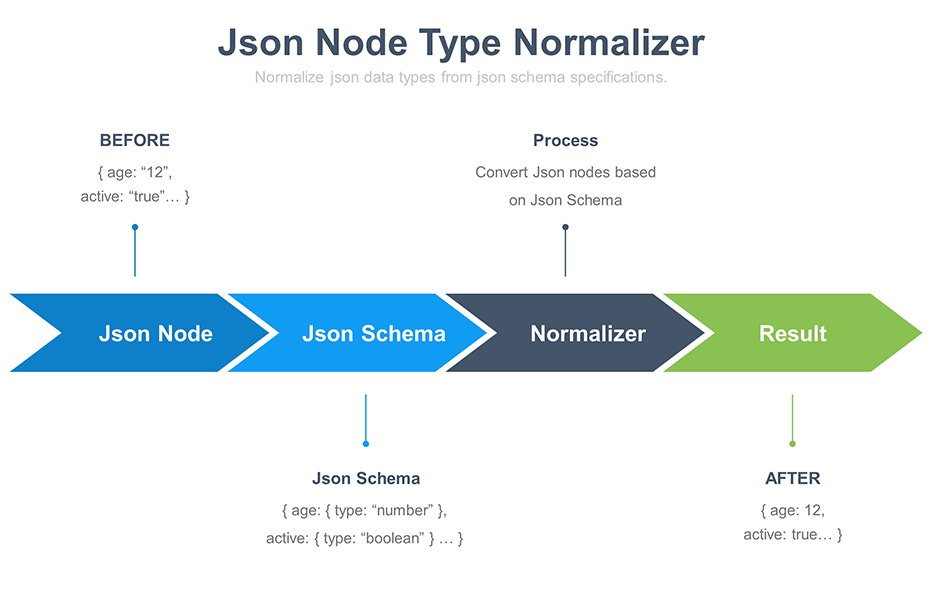 Json Node Type Normalizer
Normalize json data types from json schema specifications.
BEFORE
{ age: “12”,
active: “true”… }
Process
Convert Json nodes based
on Json Schema
Json Node
Json Schema
Normalizer
Result
Json Schema
{ age: { type: “number” },
active: { type: “boolean” } … }
AFTER
{ age: 12,
active: true… }